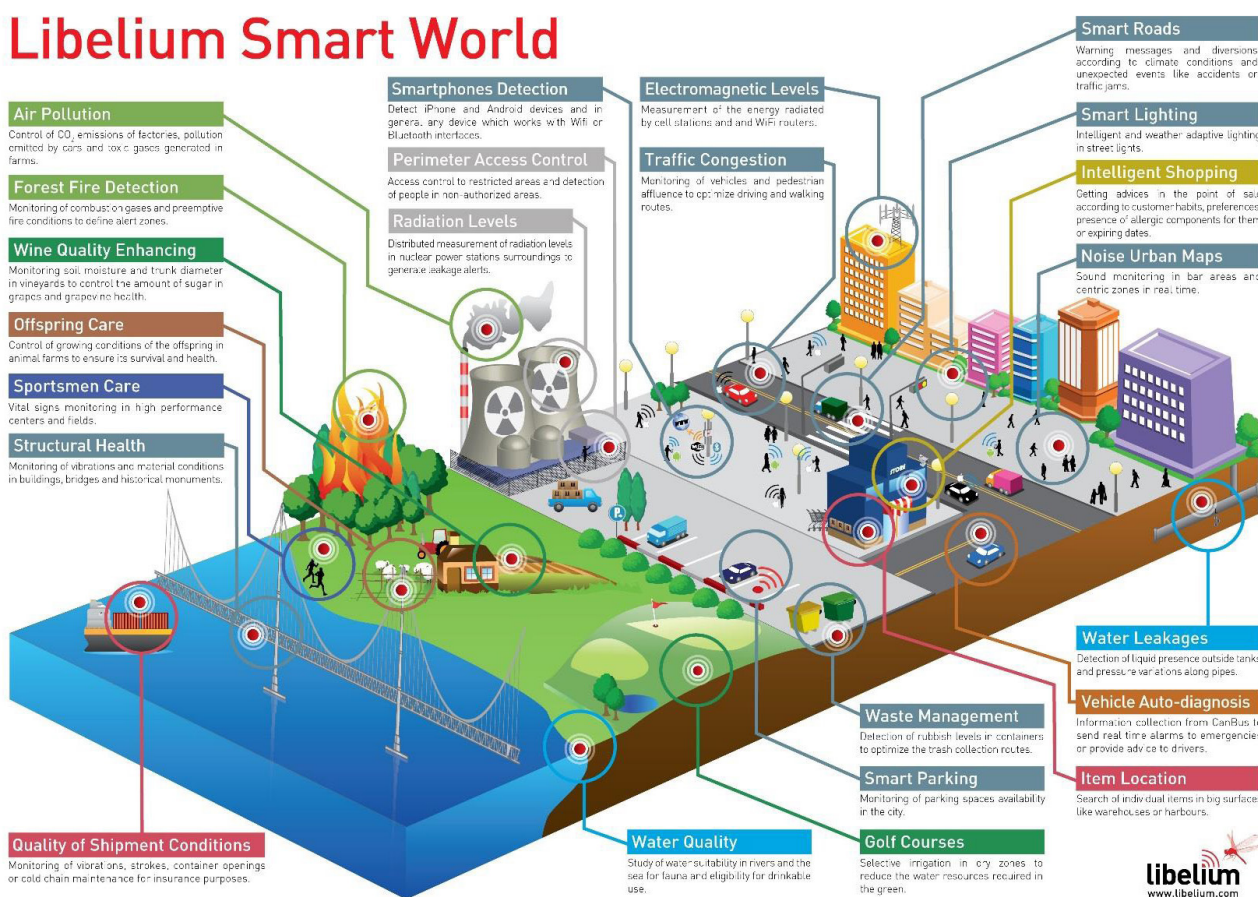 Libelium Smart World
Air Pollution
Control of CO2 emissions of factories, pollution
emitted by cars and toxic gases generated in
farms.
Forest Fire Detection
Monitoring of combustion gases and preemptive
fire conditions to define alert zones.
Wine Quality Enhancing
Monitoring soil moisture and trunk diameter
in vineyards to control the amount of sugar in
grapes and grapevine health.
Offspring Care
Control of growing conditions of the offspring in
animal farms to ensure its survival and health.
Sportsmen Care
Vital signs monitoring in high performance
centers and fields.
Structural Health
Monitoring of vibrations and material conditions
in buildings, bridges and historical monuments.
Quality of Shipment Conditions
Monitoring of vibrations, strokes, container openings
or cold chain maintenance for insurance purposes.
Smartphones Detection
Detect iPhone and Android devices and in
general any device which works with Wifi or
Bluetooth interfaces.
Perimeter Access Control
Access control to restricted areas and detection
of people in non-authorized areas.
Radiation Levels
Distributed measurement of radiation levels
in nuclear power stations surroundings to
generate leakage alerts.
Electromagnetic Levels
Measurement of the energy radiated
by cell stations and and WiFi routers.
Traffic Congestion
Monitoring of vehicles and pedestrian
affluence to optimize driving and walking
routes.
Smart Roads
Warning messages and diversions
according to climate conditions and
unexpected events like accidents or
traffic jams.
Smart Lighting
Intelligent and weather adaptive lighting
in street lights.
Intelligent Shopping
Getting advices in the point of sal
according to customer habits, preferences,
presence of allergic components for them
or expiring dates.
Noise Urban Maps
Sound monitoring in bar areas and
centric zones in real time.
P
Water Leakages
Detection of liquid presence outside tanks
and pressure variations along pipes.
Vehicle Auto-diagnosis
Information collection from CanBus to
send real time alarms to emergencies
or provide advice to drivers.
Item Location
Search of individual items in big surfaces
like warehouses or harbours.
Waste Management
Detection of rubbish levels in containers
to optimize the trash collection routes.
Smart Parking
Monitoring of parking spaces availability
in the city.
Golf Courses
Selective irrigation in dry zones to
reduce the water resources required in
the green.
Water Quality
Study of water suitability in rivers and the
sea for fauna and eligibility for drinkable
use.
libelium
www.libelium.com